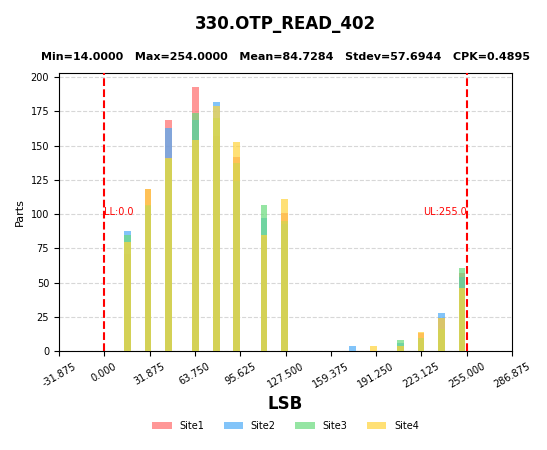 330.OTP_READ_402
Min=14.0000 Max=254.0000 Mean=84.7284 Stdev=57.6944 CPK=0.4895
200
175
150
125
100
75
50
25
0
Parts
LL:0.0
UL:255.0
-31.875 0.000 31.875 63.750 95.625 127.500 159.375 191.250 223.125 255.000 286.875
LSB
Site1 Site2 Site3 Site4